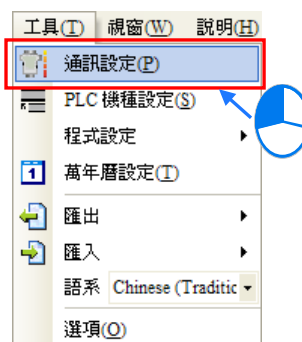 工具(T) 視窗(W) 說明(H)
通訊設定(P)
PLC 機種設定(S)
程式設定
1 萬年曆設定(T)
匯出
匯入
語系 Chinese (Traditic
選項(O)